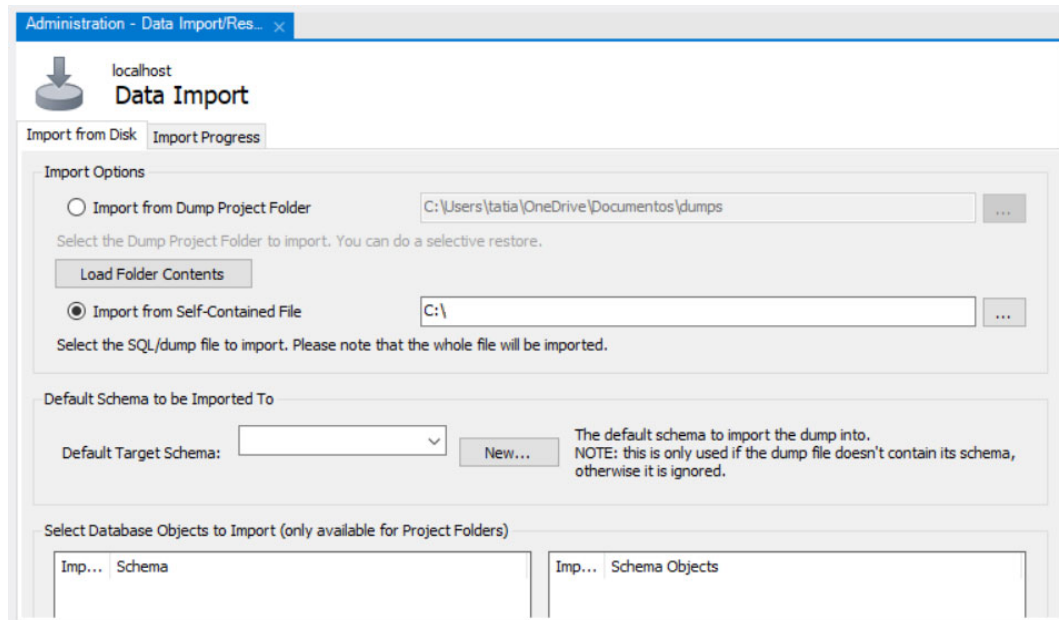 Administration - Data Import/Res...
localhost
Data Import
Import from Disk Import Progress
Import Options
Import from Dump Project Folder C:\Users\tatia\OneDrive\Documentos\dumps ...
Select the Dump Project Folder to import. You can do a selective restore.
Load Folder Contents
Import from Self-Contained File C:\ ...
Select the SQL/dump file to import. Please note that the whole file will be imported.
Default Schema to be Imported To
Default Target Schema: New... The default schema to import the dump into.
NOTE: this is only used if the dump file doesn't contain its schema,
otherwise it is ignored.
Select Database Objects to Import (only available for Project Folders)
Imp... Schema Imp... Schema Objects